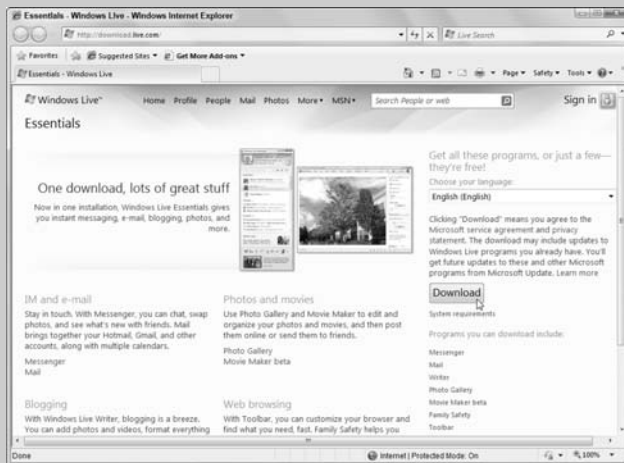 Essentials - Windows Live - Windows Internet Explorer
http://download.live.com/
Live Search
Favorites
Suggested Sites
Get More Add-ons
Essentials - Windows Live
Page
Safety
Tools
Windows Live™
Home
Profile
People
Mail
Photos
More
MSN
Search People or web
Sign in
Essentials
One download, lots of great stuff
Now in one installation, Windows Live Essentials gives
you instant messaging, e-mail, blogging, photos, and
more.
Get all these programs, or just a few—
they're free!
Choose your language:
English (English)
Clicking "Download" means you agree to the
Microsoft service agreement and privacy
statement. The download may include updates to
Windows Live programs you already have. You'll
get future updates to these and other Microsoft
programs from Microsoft Update. Learn more
Download
System requirements
Programs you can download include:
Messenger
Mail
Writer
Photo Gallery
Movie Maker beta
Family Safety
Toolbar
IM and e-mail
Stay in touch. With Messenger, you can chat, swap
photos, and see what's new with friends. Mail
brings together your Hotmail, Gmail, and other
accounts, along with multiple calendars.
Messenger
Mail
Photos and movies
Use Photo Gallery and Movie Maker to edit and
organize your photos and movies, and then post
them online or send them to friends.
Photo Gallery
Movie Maker beta
Blogging
With Windows Live Writer, blogging is a breeze.
You can add photos and videos, format everything
Web browsing
With Toolbar, you can customize your browser and
find what you need, fast. Family Safety helps you
Done
Internet | Protected Mode: On
100%